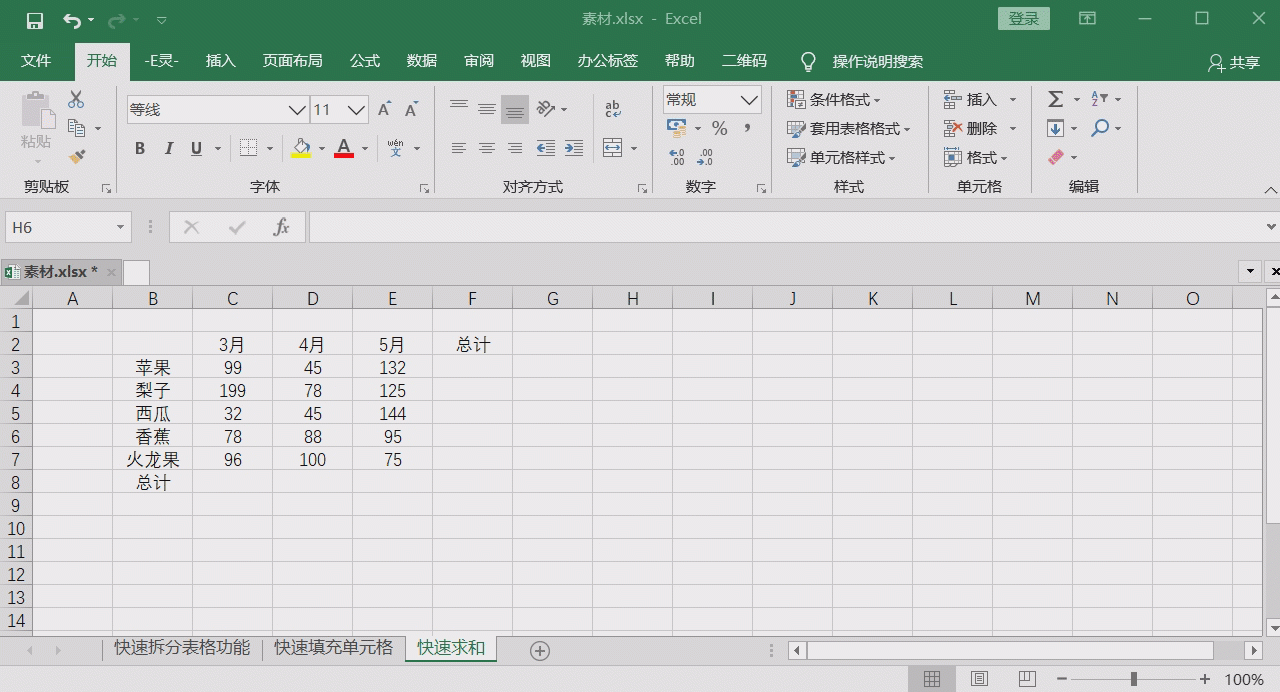 素材.xlsx - Excel
登录
文件 开始 -E灵- 插入 页面布局 公式 数据 审阅 视图 办公标签 帮助 二维码 操作说明搜索 共享
粘贴
等线 11 A A
B I U A wén 文
ab c
常规
% ,
.0 .00 .00 .0
条件格式
套用表格格式
单元格样式
插入
删除
格式
Σ A Z
剪贴板 字体 对齐方式 数字 样式 单元格 编辑
H6 fx
素材.xlsx *
A B C D E F G H I J K L M N O
1
2 3月 4月 5月 总计
3 苹果 99 45 132
4 梨子 199 78 125
5 西瓜 32 45 144
6 香蕉 78 88 95
7 火龙果 96 100 75
8 总计
9
10
11
12
13
14
快速拆分表格功能 快速填充单元格 快速求和
100%